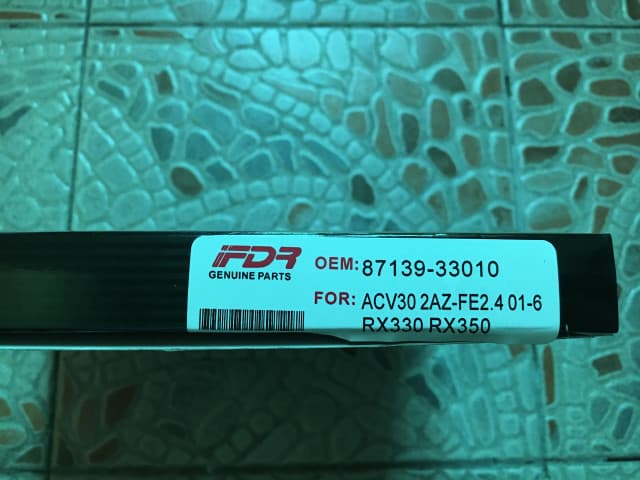 IFDR
GENUINE PARTS
OEM: 87139-33010
FOR: ACV30 2AZ-FE2.4 01-6
RX330 RX350